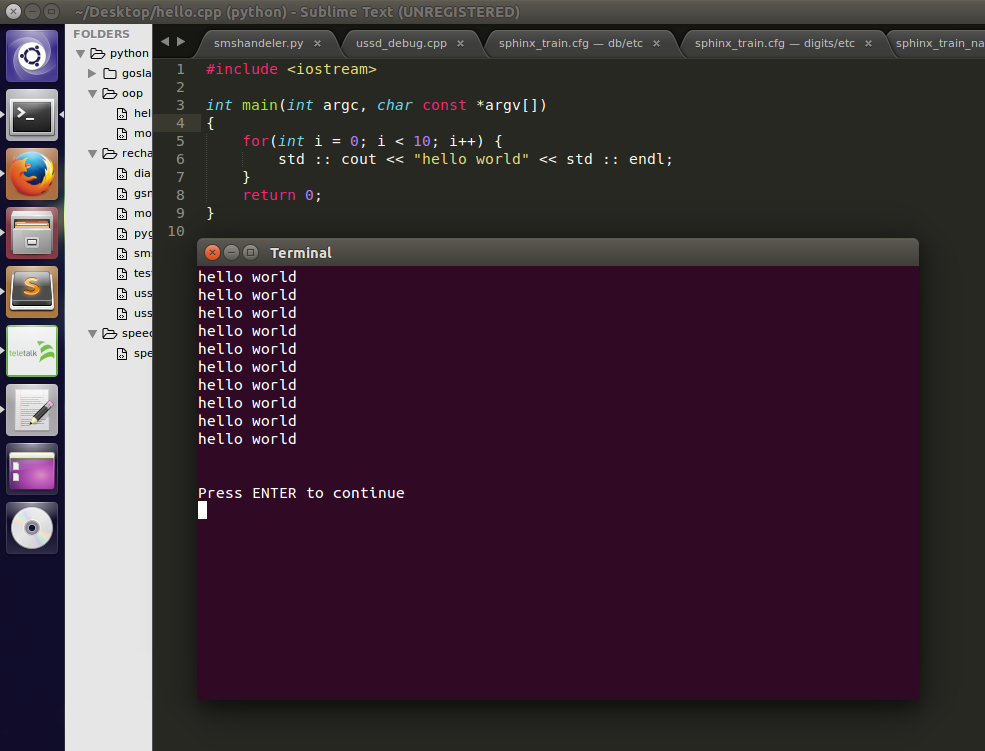 ~/Desktop/hello.cpp (python) - Sublime Text (UNREGISTERED)
FOLDERS
python
gosla
oop
hel
mo
recha
dia
gsm
mo
pyg
sms
test
uss
uss
speec
spe
teletalk
smshandeler.py ×
ussd_debug.cpp ×
sphinx_train.cfg — db/etc ×
sphinx_train.cfg — digits/etc ×
sphinx_train_na
1 #include <iostream>
2
3 int main(int argc, char const *argv[])
4 {
5     for(int i = 0; i < 10; i++) {
6         std :: cout << "hello world" << std :: endl;
7     }
8     return 0;
9 }
10
Terminal
hello world
hello world
hello world
hello world
hello world
hello world
hello world
hello world
hello world
hello world
Press ENTER to continue